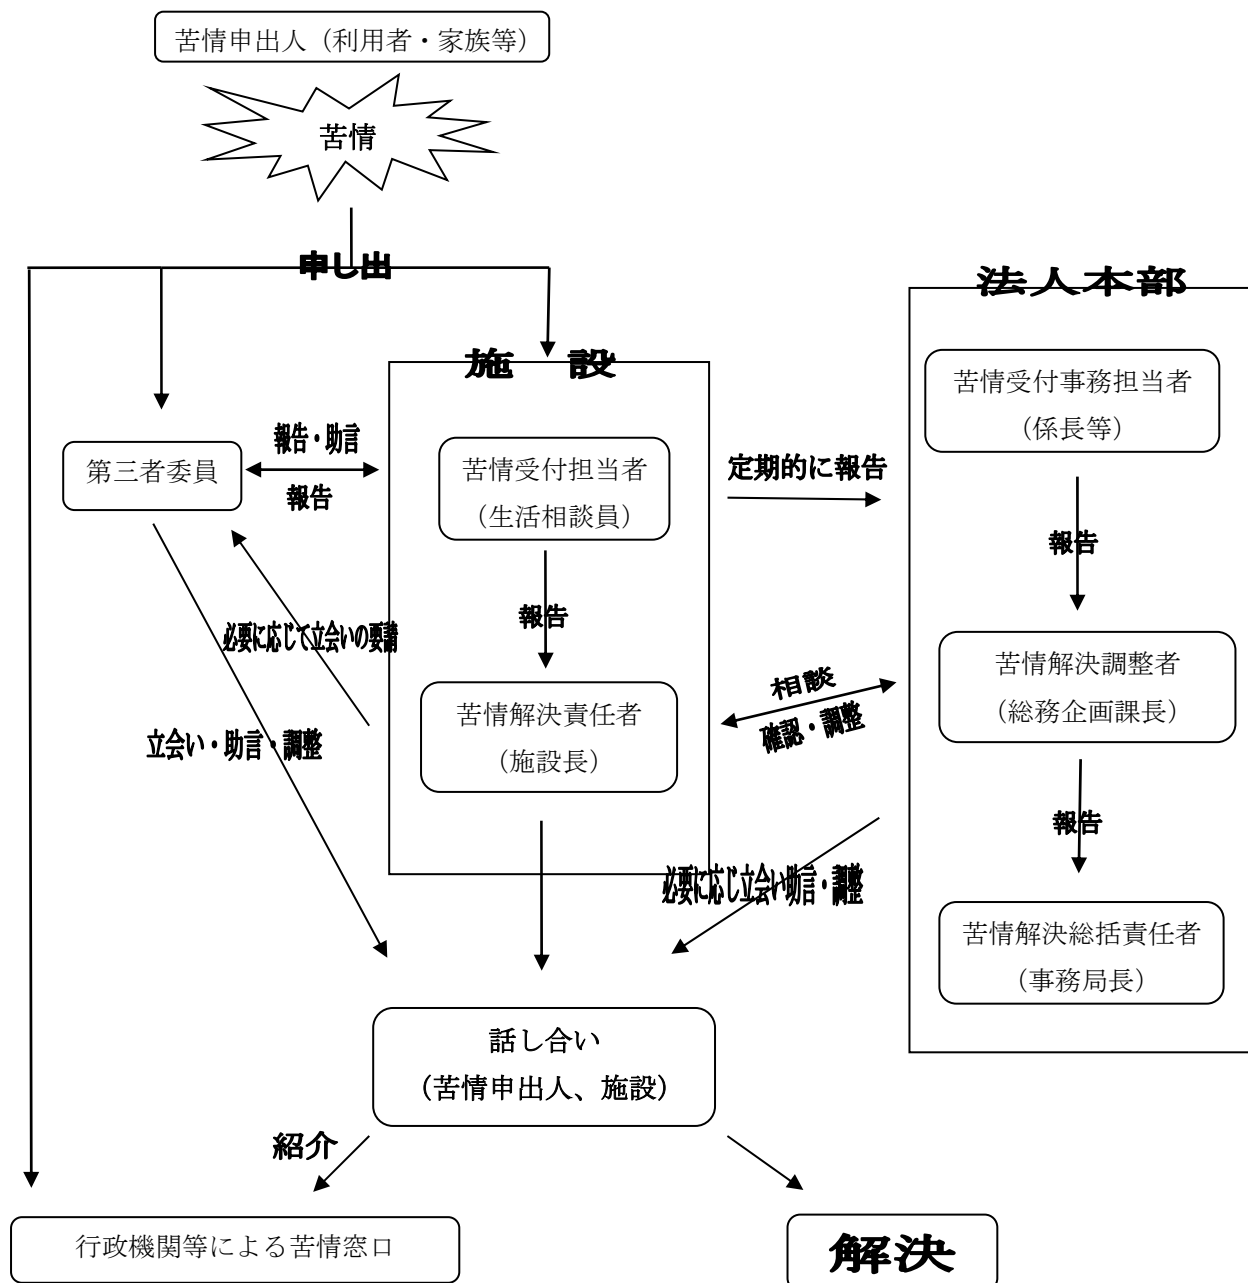 苦情申出人（利用者・家族等）
苦情
申し出
法人本部
施　設
苦情受付事務担当者
（係長等）
報告・助言
第三者委員
報告
苦情受付担当者
（生活相談員）
定期的に報告
報告
報告
必要に応じて立会いの要請
苦情解決責任者
（施設長）
相談
確認・調整
苦情解決調整者
（総務企画課長）
立会い・助言・調整
報告
必要に応じ立会い助言・調整
苦情解決総括責任者
（事務局長）
話し合い
（苦情申出人、施設）
紹介
行政機関等による苦情窓口
解決